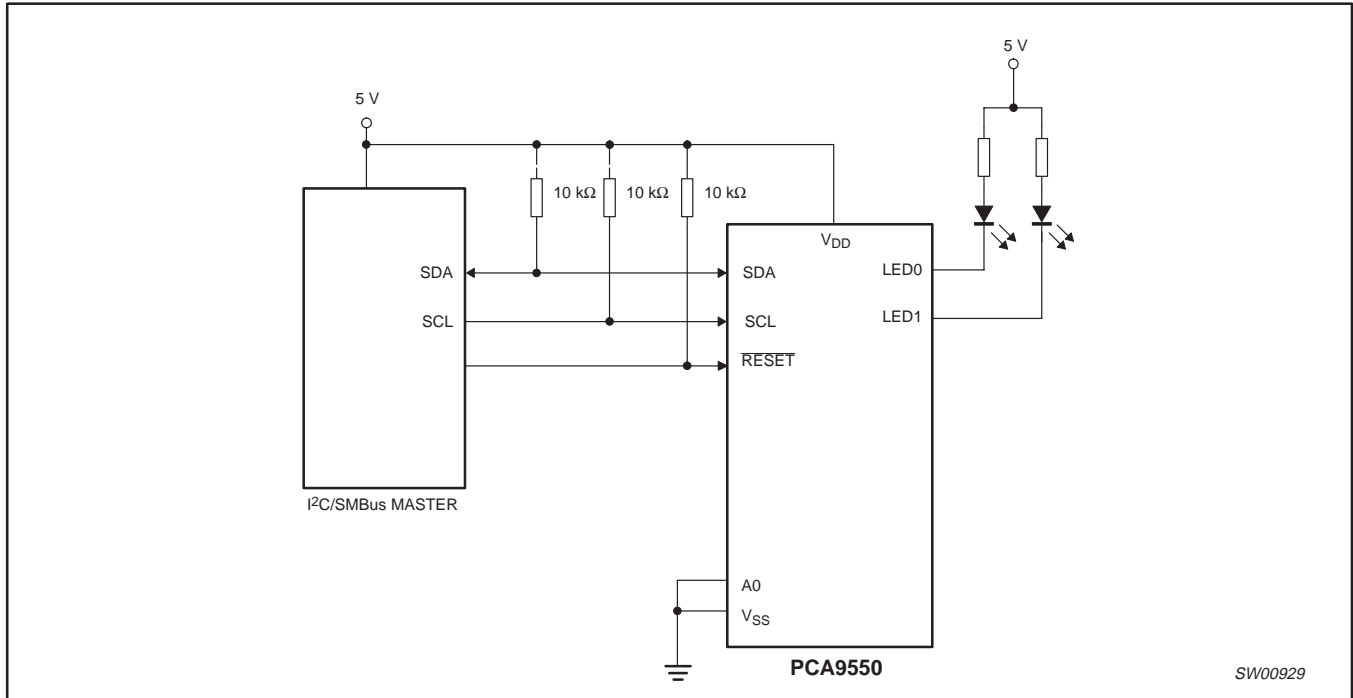 5 V
5 V
10 kΩ 10 kΩ 10 kΩ
VDD
SDA
SDA
LED0
SCL
SCL
LED1
RESET
I2C/SMBus MASTER
A0
VSS
PCA9550
SW00929